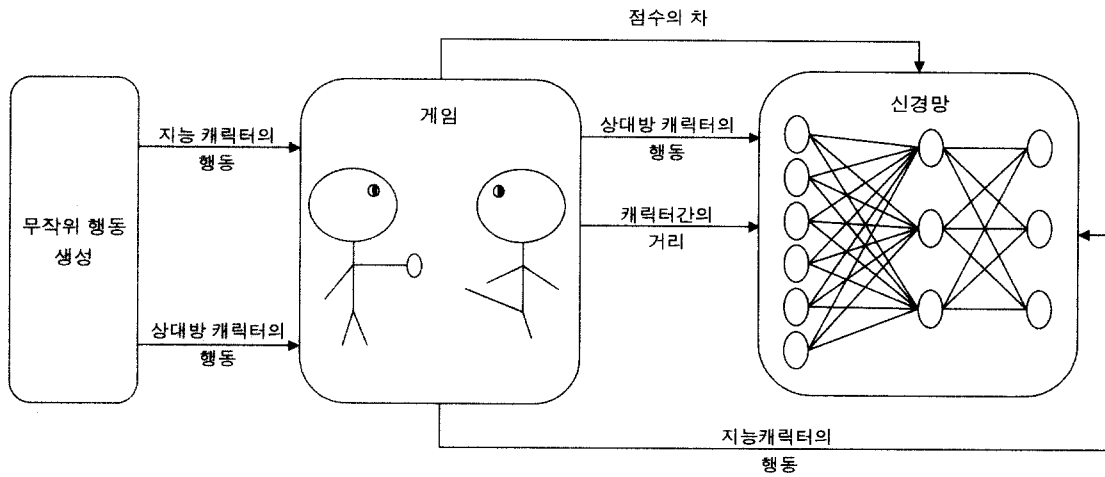 점수의 차
게임
신경망
지능 캐릭터의
행동
상대방 캐릭터의
행동
무작위 행동
생성
캐릭터간의
거리
상대방 캐릭터의
행동
지능캐릭터의
행동